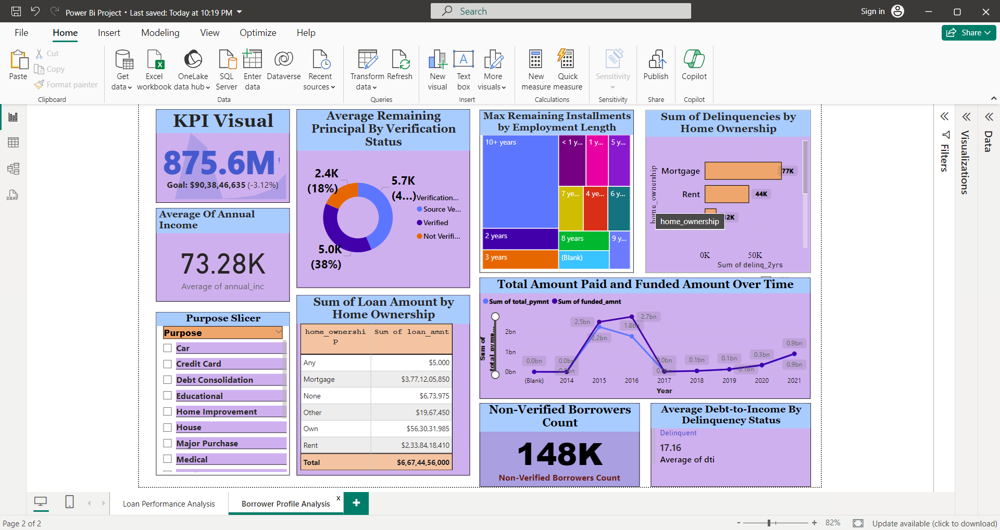 Power Bi Project • Last saved: Today at 10:19 PM
Search
Sign in
File
Home
Insert
Modeling
View
Optimize
Help
Share
Paste
Cut
Copy
Format painter
Clipboard
Get data
Excel workbook
OneLake data hub
SQL Server
Enter data
Dataverse
Recent sources
Data
Transform data
Refresh
Queries
New visual
Text box
More visuals
Insert
New measure
Quick measure
Calculations
Sensitivity
Sensitivity
Publish
Share
Copilot
Copilot
KPI Visual
875.6M!
Goal: $90,38,46,635 (-3.12%)
Average Of Annual
Income
73.28K
Average of annual_inc
Purpose Slicer
Purpose
Car
Credit Card
Debt Consolidation
Educational
Home Improvement
House
Major Purchase
Medical
Average Remaining
Principal By Verification
Status
2.4K
(18%)
5.7K
(4...)
5.0K
(38%)
Verification...
Source Ve...
Verified
Not Verifi...
Sum of Loan Amount by
Home Ownership
home_ownershi
p
Sum of loan_amnt
Any $5,000
Mortgage $3,77,12,05,850
None $6,73,975
Other $19,67,450
Own $56,30,31,985
Rent $2,33,84,18,410
Total $6,67,44,56,000
Max Remaining Installments
by Employment Length
10+ years
< 1 y...
1 y...
5 y...
7 ye...
4 ye...
6 y...
2 years
8 years
9 y...
3 years
(Blank)
Sum of Delinquencies by
Home Ownership
home_ownership
Mortgage
77K
Rent
44K
12K
home_ownership
0K
50K
Sum of delinq_2yrs
Total Amount Paid and Funded Amount Over Time
Sum of total_pymnt
Sum of funded_amnt
Sum of
total_pymn...
2bn
1bn
0bn
0.0bn
0.0bn
0.0bn
2.5bn
2.2bn
2.7bn
1.8bn
0.0bn
0.0bn
0.1bn
0.1bn
0.1bn
0.3bn
0.9bn
0.9bn
(Blank)
2014
2015
2016
2017
2018
2019
2020
2021
Year
Non-Verified Borrowers
Count
148K
Non-Verified Borrowers Count
Average Debt-to-Income By
Delinquency Status
Delinquent
17.16
Average of dti
Filters
Visualizations
Data
DAX
Loan Performance Analysis
Borrower Profile Analysis
x
+
Page 2 of 2
-
+
82%
Update available (click to download)